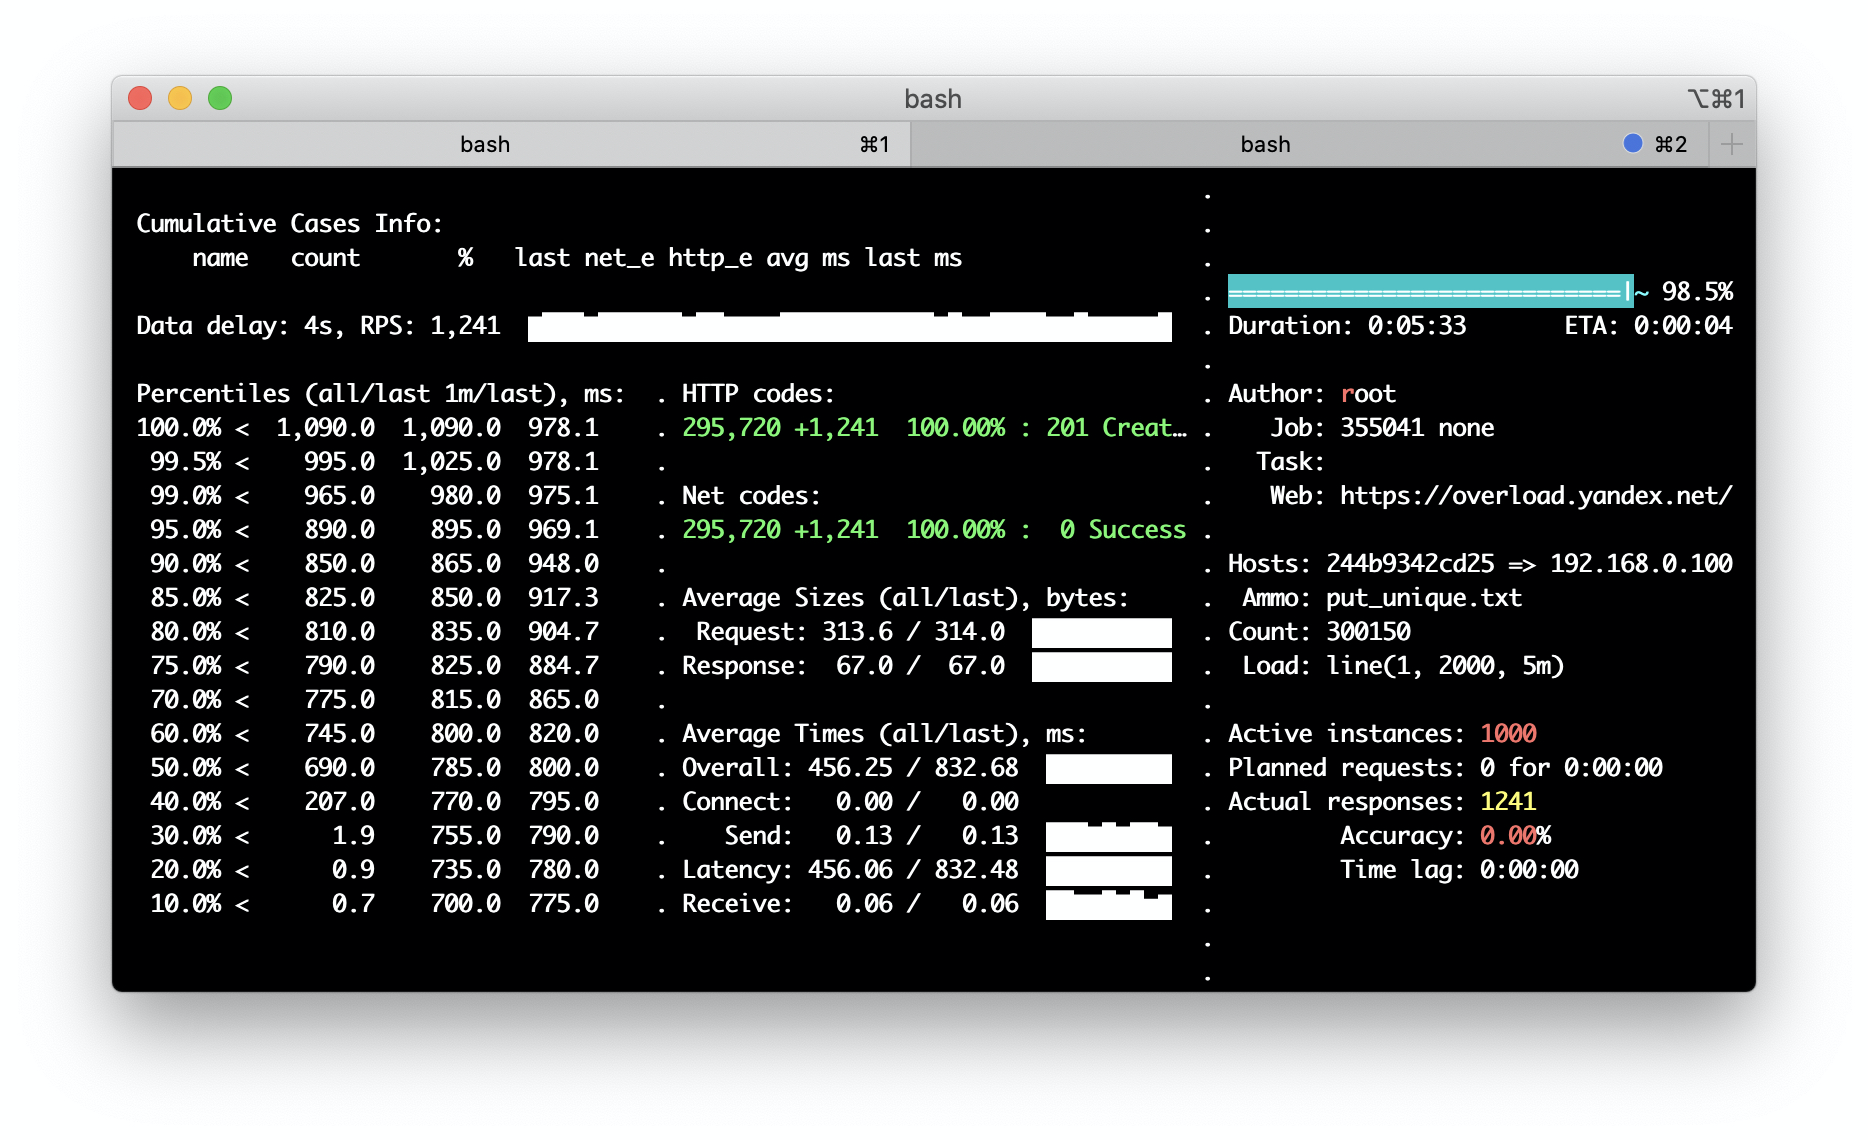 bash ⌥⌘1
bash ⌘1 bash ⌘2 +
Cumulative Cases Info:
name count % last net_e http_e avg ms last ms
============================|~ 98.5%
Data delay: 4s, RPS: 1,241 . Duration: 0:05:33 ETA: 0:00:04
Percentiles (all/last 1m/last), ms: . HTTP codes: . Author: root
100.0% < 1,090.0 1,090.0 978.1 . 295,720 +1,241 100.00% : 201 Creat… . Job: 355041 none
99.5% < 995.0 1,025.0 978.1 . . Task:
99.0% < 965.0 980.0 975.1 . Net codes: . Web: https://overload.yandex.net/
95.0% < 890.0 895.0 969.1 . 295,720 +1,241 100.00% : 0 Success .
90.0% < 850.0 865.0 948.0 . . Hosts: 244b9342cd25 => 192.168.0.100
85.0% < 825.0 850.0 917.3 . Average Sizes (all/last), bytes: . Ammo: put_unique.txt
80.0% < 810.0 835.0 904.7 . Request: 313.6 / 314.0 . Count: 300150
75.0% < 790.0 825.0 884.7 . Response: 67.0 / 67.0 . Load: line(1, 2000, 5m)
70.0% < 775.0 815.0 865.0 . .
60.0% < 745.0 800.0 820.0 . Average Times (all/last), ms: . Active instances: 1000
50.0% < 690.0 785.0 800.0 . Overall: 456.25 / 832.68 . Planned requests: 0 for 0:00:00
40.0% < 207.0 770.0 795.0 . Connect: 0.00 / 0.00 . Actual responses: 1241
30.0% < 1.9 755.0 790.0 . Send: 0.13 / 0.13 . Accuracy: 0.00%
20.0% < 0.9 735.0 780.0 . Latency: 456.06 / 832.48 . Time lag: 0:00:00
10.0% < 0.7 700.0 775.0 . Receive: 0.06 / 0.06 .